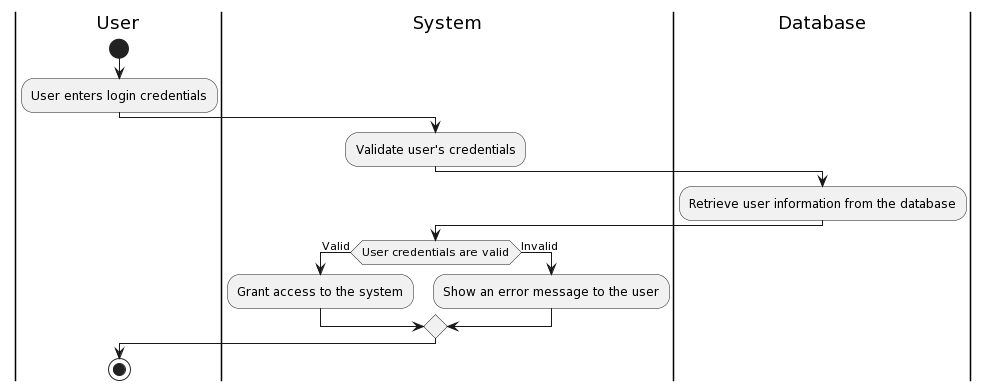 User
System
Database
User enters login credentials
Validate user's credentials
Retrieve user information from the database
Valid
User credentials are valid
Invalid
Grant access to the system
Show an error message to the user